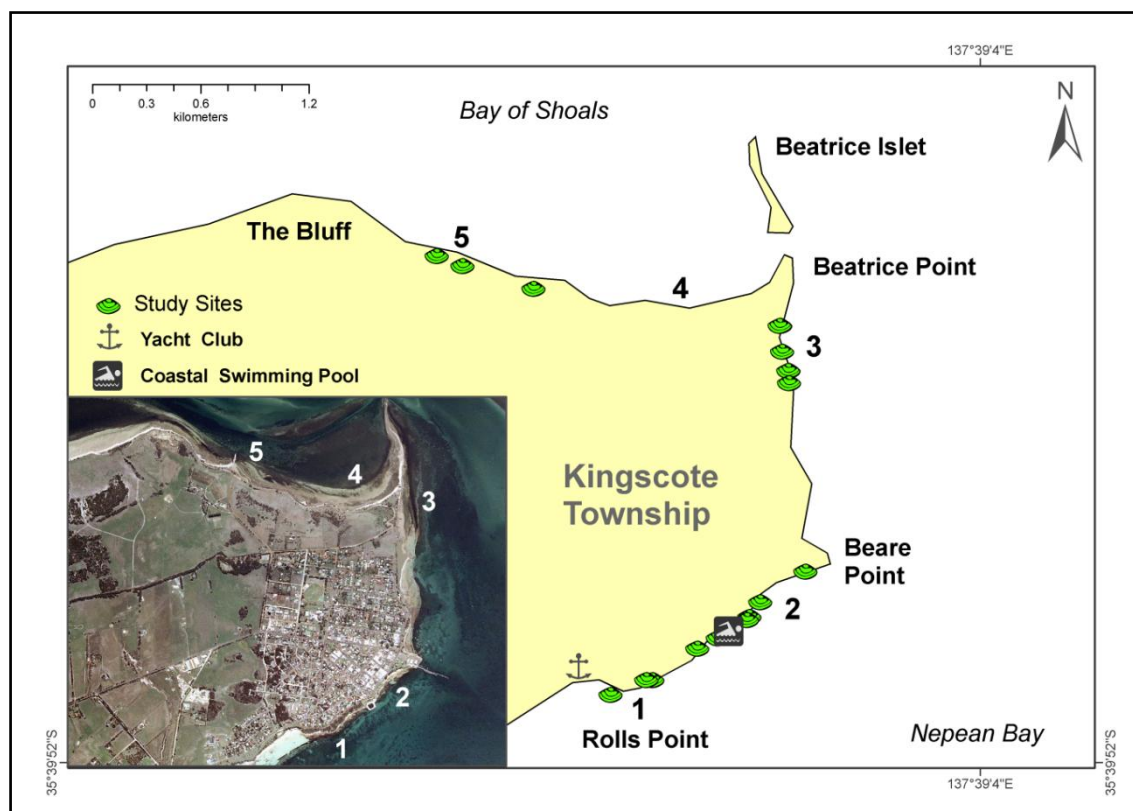 137°39'4"E
0 0.3 0.6 1.2
kilometers
Bay of Shoals
N
Beatrice Islet
The Bluff
5
4
Beatrice Point
Study Sites
Yacht Club
3
Coastal Swimming Pool
5
4
3
Kingscote
Township
Beare
Point
2
2
1
1
Rolls Point
Nepean Bay
35°39'52"S
35°39'52"S
137°39'4"E